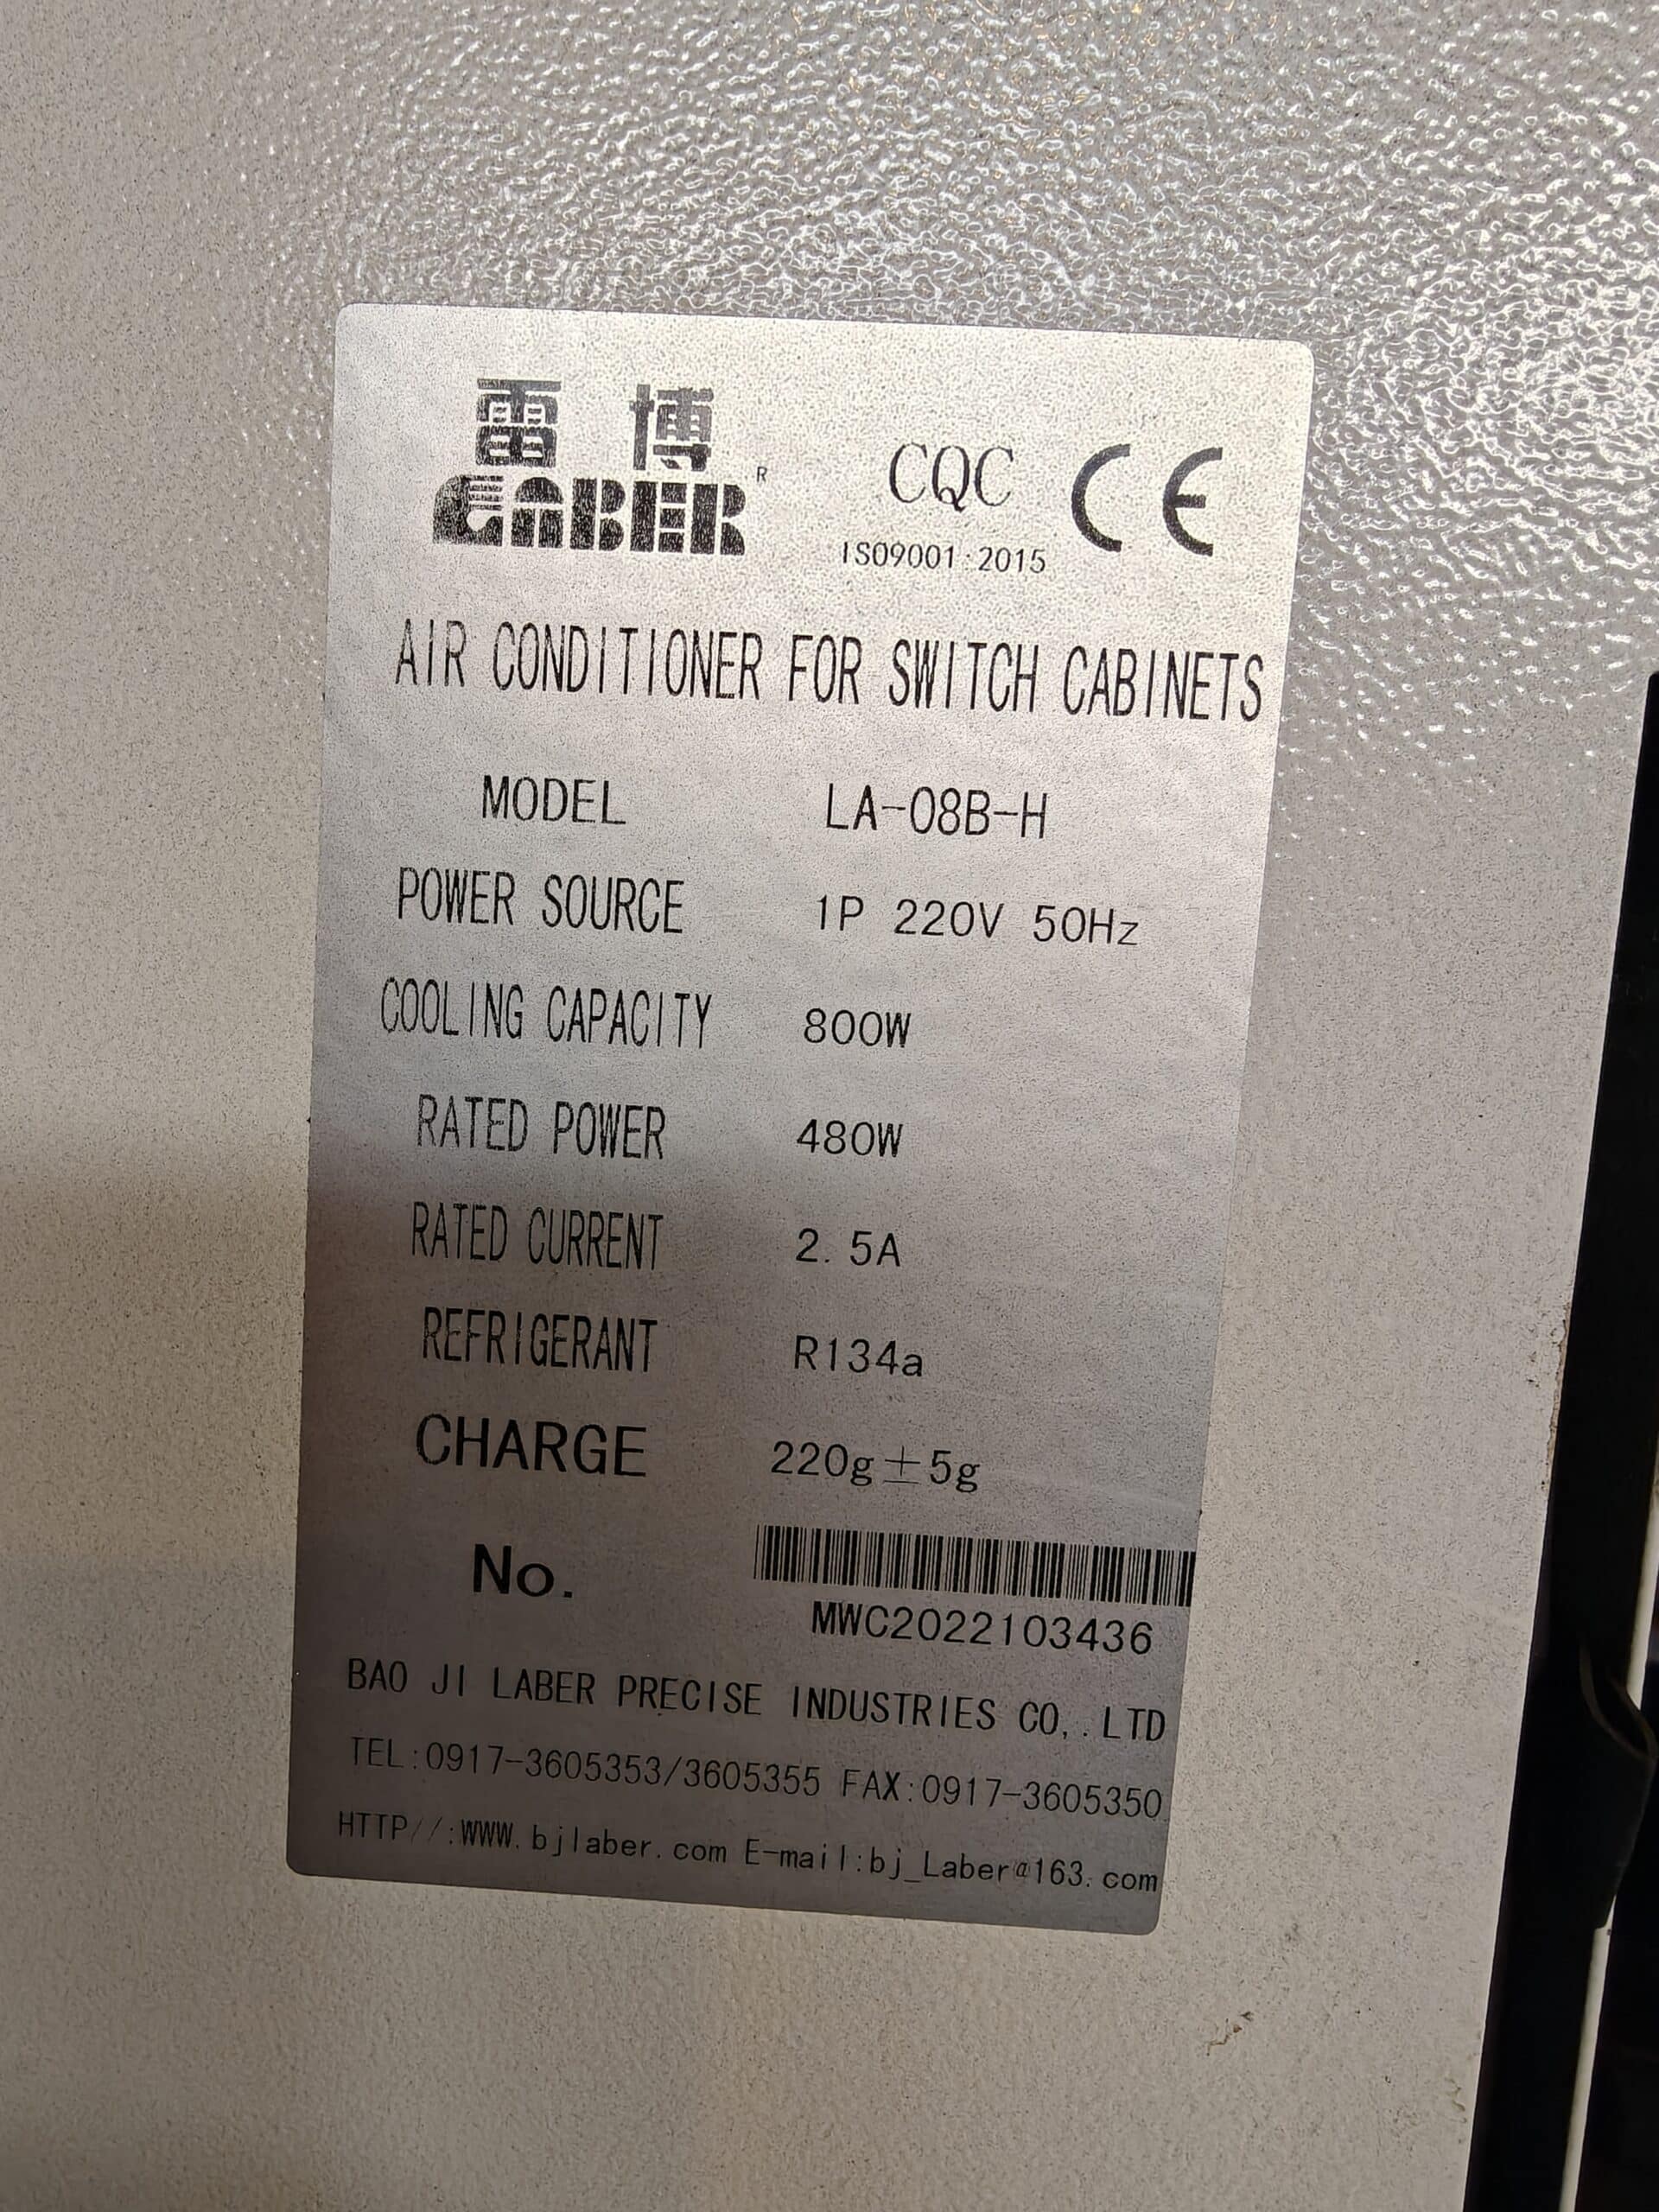 雷博
LABER®
CQC CE
ISO9001:2015
AIR CONDITIONER FOR SWITCH CABINETS
MODEL LA-08B-H
POWER SOURCE 1P 220V 50Hz
COOLING CAPACITY 800W
RATED POWER 480W
RATED CURRENT 2.5A
REFRIGERANT R134a
CHARGE 220g±5g
No.
MWC2022103436
BAO JI LABER PRECISE INDUSTRIES CO,.LTD
TEL:0917-3605353/3605355 FAX:0917-3605350
HTTP//:WWW.bjlaber.com E-mail:bj_Laber@163.com